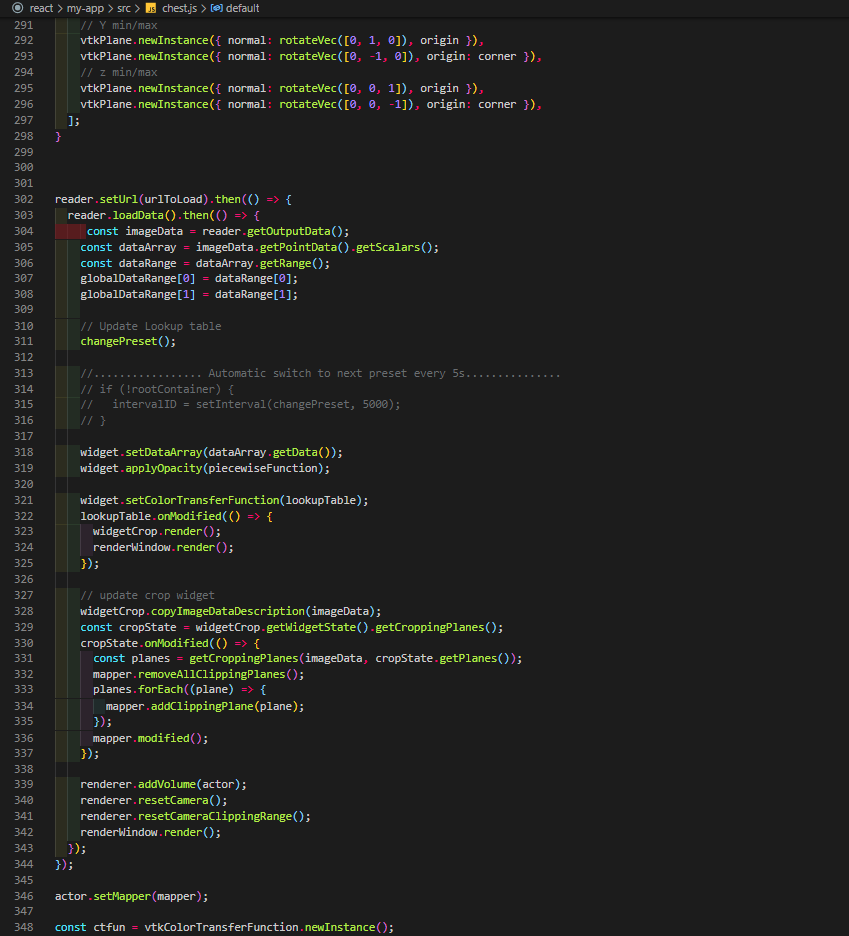 react > my-app > src > JS chest.js > default
291 // Y min/max
292 vtkPlane.newInstance({ normal: rotateVec([0, 1, 0]), origin }),
293 vtkPlane.newInstance({ normal: rotateVec([0, -1, 0]), origin: corner }),
294 // z min/max
295 vtkPlane.newInstance({ normal: rotateVec([0, 0, 1]), origin }),
296 vtkPlane.newInstance({ normal: rotateVec([0, 0, -1]), origin: corner }),
297 ];
298 }
299
300
301
302 reader.setUrl(urlToLoad).then(() => {
303 reader.loadData().then(() => {
304 const imageData = reader.getOutputData();
305 const dataArray = imageData.getPointData().getScalars();
306 const dataRange = dataArray.getRange();
307 globalDataRange[0] = dataRange[0];
308 globalDataRange[1] = dataRange[1];
309
310 // Update Lookup table
311 changePreset();
312
313 //................. Automatic switch to next preset every 5s...............
314 // if (!rootContainer) {
315 //   intervalID = setInterval(changePreset, 5000);
316 // }
317
318 widget.setDataArray(dataArray.getData());
319 widget.applyOpacity(piecewiseFunction);
320
321 widget.setColorTransferFunction(lookupTable);
322 lookupTable.onModified(() => {
323 widgetCrop.render();
324 renderWindow.render();
325 });
326
327 // update crop widget
328 widgetCrop.copyImageDataDescription(imageData);
329 const cropState = widgetCrop.getWidgetState().getCroppingPlanes();
330 cropState.onModified(() => {
331 const planes = getCroppingPlanes(imageData, cropState.getPlanes());
332 mapper.removeAllClippingPlanes();
333 planes.forEach((plane) => {
334 mapper.addClippingPlane(plane);
335 });
336 mapper.modified();
337 });
338
339 renderer.addVolume(actor);
340 renderer.resetCamera();
341 renderer.resetCameraClippingRange();
342 renderWindow.render();
343 });
344 });
345
346 actor.setMapper(mapper);
347
348 const ctfun = vtkColorTransferFunction.newInstance();